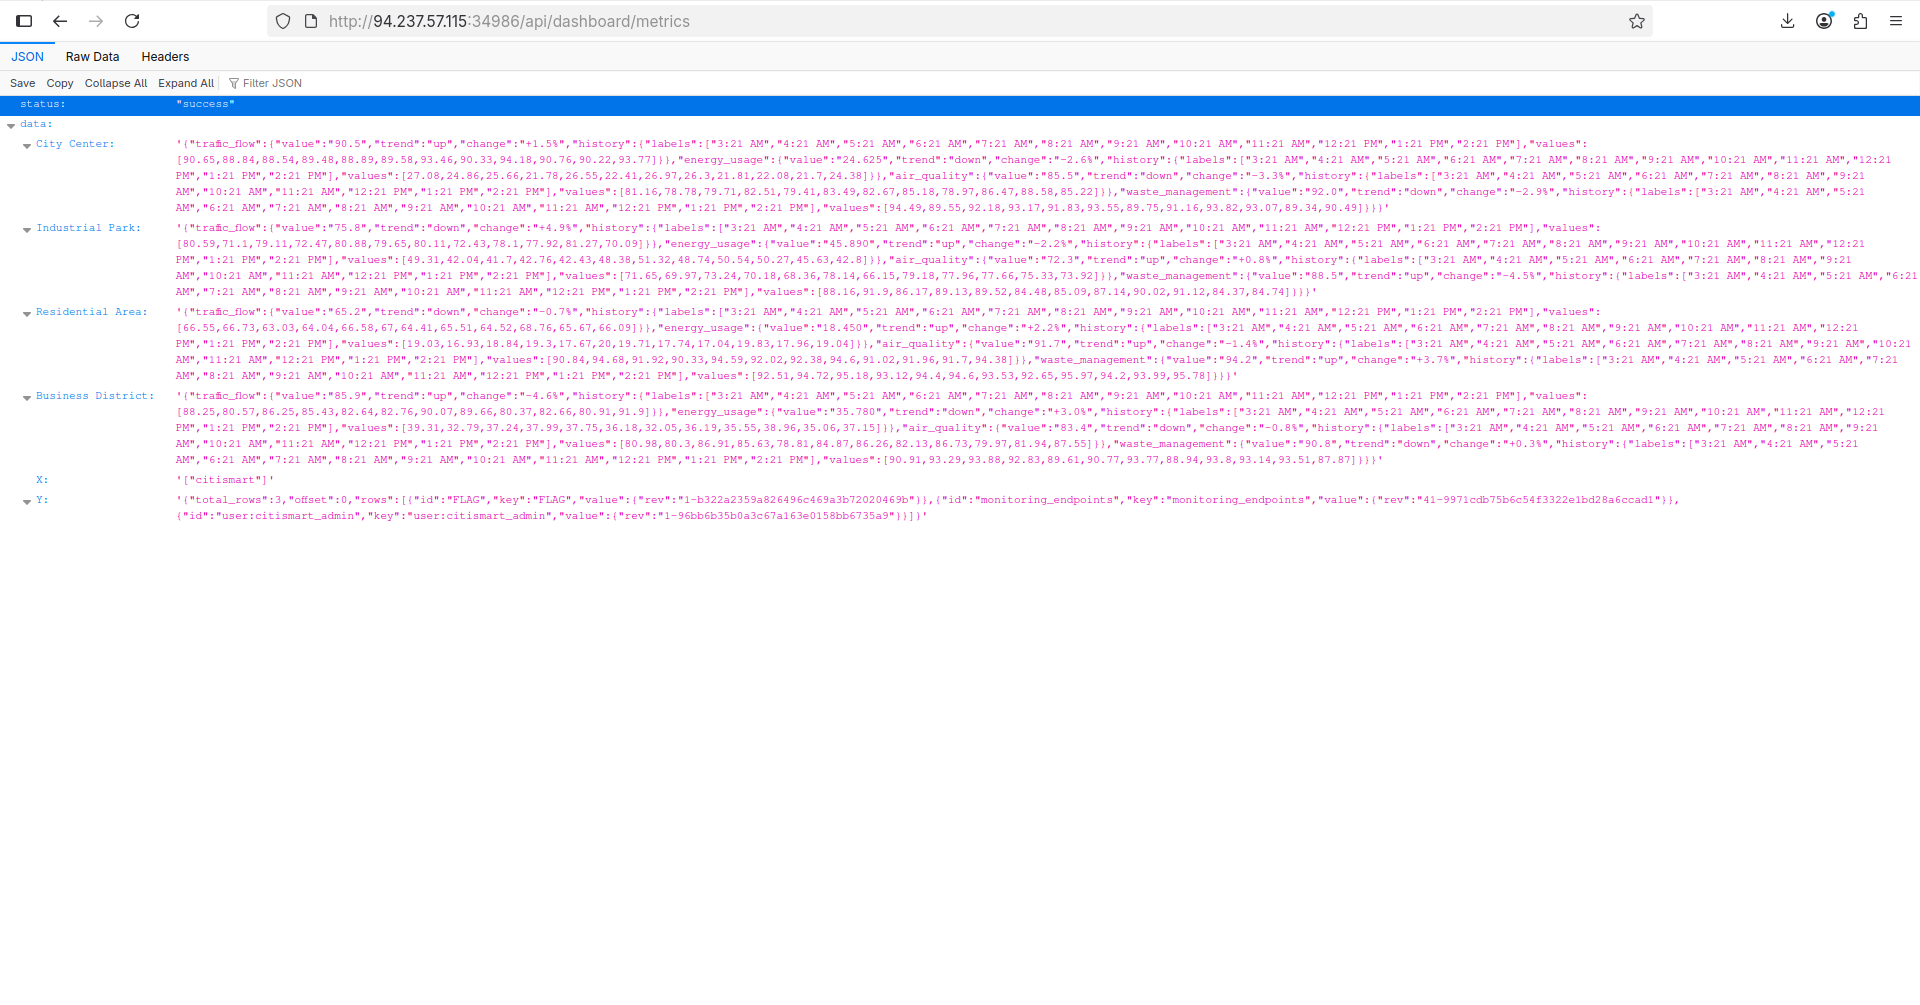 http://94.237.57.115:34986/api/dashboard/metrics
JSON Raw Data Headers
Save Copy Collapse All Expand All Filter JSON
status: "success"
data:
City Center: '{"trafic_flow":{"value":"90.5","trend":"up","change":"+1.5%","history":{"labels":["3:21 AM","4:21 AM","5:21 AM","6:21 AM","7:21 AM","8:21 AM","9:21 AM","10:21 AM","11:21 AM","12:21 PM","1:21 PM","2:21 PM"],"values":
[90.65,88.84,88.54,89.48,88.89,89.58,93.46,90.33,94.18,90.76,90.22,93.77]}},"energy_usage":{"value":"24.625","trend":"down","change":"-2.6%","history":{"labels":["3:21 AM","4:21 AM","5:21 AM","6:21 AM","7:21 AM","8:21 AM","9:21 AM","10:21 AM","11:21 AM","12:21
PM","1:21 PM","2:21 PM"],"values":[27.08,24.86,25.66,21.78,26.55,22.41,26.97,26.3,21.81,22.08,21.7,24.38]}},"air_quality":{"value":"85.5","trend":"down","change":"-3.3%","history":{"labels":["3:21 AM","4:21 AM","5:21 AM","6:21 AM","7:21 AM","8:21 AM","9:21
AM","10:21 AM","11:21 AM","12:21 PM","1:21 PM","2:21 PM"],"values":[81.16,78.78,79.71,82.51,79.41,83.49,82.67,85.18,78.97,86.47,88.58,85.22]}},"waste_management":{"value":"92.0","trend":"down","change":"-2.9%","history":{"labels":["3:21 AM","4:21 AM","5:21
AM","6:21 AM","7:21 AM","8:21 AM","9:21 AM","10:21 AM","11:21 AM","12:21 PM","1:21 PM","2:21 PM"],"values":[94.49,89.55,92.18,93.17,91.83,93.55,89.75,91.16,93.82,93.07,89.34,90.49]}}}'
Industrial Park: '{"trafic_flow":{"value":"75.8","trend":"down","change":"+4.9%","history":{"labels":["3:21 AM","4:21 AM","5:21 AM","6:21 AM","7:21 AM","8:21 AM","9:21 AM","10:21 AM","11:21 AM","12:21 PM","1:21 PM","2:21 PM"],"values":
[80.59,71.1,79.11,72.47,80.88,79.65,80.11,72.43,78.1,77.92,81.27,70.09]}},"energy_usage":{"value":"45.890","trend":"up","change":"-2.2%","history":{"labels":["3:21 AM","4:21 AM","5:21 AM","6:21 AM","7:21 AM","8:21 AM","9:21 AM","10:21 AM","11:21 AM","12:21
PM","1:21 PM","2:21 PM"],"values":[49.31,42.04,41.7,42.76,42.43,48.38,51.32,48.74,50.54,50.27,45.63,42.8]}},"air_quality":{"value":"72.3","trend":"up","change":"+0.8%","history":{"labels":["3:21 AM","4:21 AM","5:21 AM","6:21 AM","7:21 AM","8:21 AM","9:21
AM","10:21 AM","11:21 AM","12:21 PM","1:21 PM","2:21 PM"],"values":[71.65,69.97,73.24,70.18,68.36,78.14,66.15,79.18,77.96,77.66,75.33,73.92]}},"waste_management":{"value":"88.5","trend":"up","change":"-4.5%","history":{"labels":["3:21 AM","4:21 AM","5:21 AM","6:21
AM","7:21 AM","8:21 AM","9:21 AM","10:21 AM","11:21 AM","12:21 PM","1:21 PM","2:21 PM"],"values":[88.16,91.9,86.17,89.13,89.52,84.48,85.09,87.14,90.02,91.12,84.37,84.74]}}}'
Residential Area: '{"trafic_flow":{"value":"65.2","trend":"down","change":"-0.7%","history":{"labels":["3:21 AM","4:21 AM","5:21 AM","6:21 AM","7:21 AM","8:21 AM","9:21 AM","10:21 AM","11:21 AM","12:21 PM","1:21 PM","2:21 PM"],"values":
[66.55,66.73,63.03,64.04,66.58,67,64.41,65.51,64.52,68.76,65.67,66.09]}},"energy_usage":{"value":"18.450","trend":"up","change":"+2.2%","history":{"labels":["3:21 AM","4:21 AM","5:21 AM","6:21 AM","7:21 AM","8:21 AM","9:21 AM","10:21 AM","11:21 AM","12:21
PM","1:21 PM","2:21 PM"],"values":[19.03,16.93,18.84,19.3,17.67,20,19.71,17.74,17.04,19.83,17.96,19.04]}},"air_quality":{"value":"91.7","trend":"up","change":"-1.4%","history":{"labels":["3:21 AM","4:21 AM","5:21 AM","6:21 AM","7:21 AM","8:21 AM","9:21 AM","10:21
AM","11:21 AM","12:21 PM","1:21 PM","2:21 PM"],"values":[90.84,94.68,91.92,90.33,94.59,92.02,92.38,94.6,91.02,91.96,91.7,94.38]}},"waste_management":{"value":"94.2","trend":"up","change":"+3.7%","history":{"labels":["3:21 AM","4:21 AM","5:21 AM","6:21 AM","7:21
AM","8:21 AM","9:21 AM","10:21 AM","11:21 AM","12:21 PM","1:21 PM","2:21 PM"],"values":[92.51,94.72,95.18,93.12,94.4,94.6,93.53,92.65,95.97,94.2,93.99,95.78]}}}'
Business District: '{"trafic_flow":{"value":"85.9","trend":"up","change":"-4.6%","history":{"labels":["3:21 AM","4:21 AM","5:21 AM","6:21 AM","7:21 AM","8:21 AM","9:21 AM","10:21 AM","11:21 AM","12:21 PM","1:21 PM","2:21 PM"],"values":
[88.25,80.57,86.25,85.43,82.64,82.76,90.07,89.66,80.37,82.66,80.91,91.9]}},"energy_usage":{"value":"35.780","trend":"down","change":"+3.0%","history":{"labels":["3:21 AM","4:21 AM","5:21 AM","6:21 AM","7:21 AM","8:21 AM","9:21 AM","10:21 AM","11:21 AM","12:21
PM","1:21 PM","2:21 PM"],"values":[39.31,32.79,37.24,37.99,37.75,36.18,32.05,36.19,35.55,38.96,35.06,37.15]}},"air_quality":{"value":"83.4","trend":"down","change":"-0.8%","history":{"labels":["3:21 AM","4:21 AM","5:21 AM","6:21 AM","7:21 AM","8:21 AM","9:21
AM","10:21 AM","11:21 AM","12:21 PM","1:21 PM","2:21 PM"],"values":[80.98,80.3,86.91,85.63,78.81,84.87,86.26,82.13,86.73,79.97,81.94,87.55]}},"waste_management":{"value":"90.8","trend":"down","change":"+0.3%","history":{"labels":["3:21 AM","4:21 AM","5:21
AM","6:21 AM","7:21 AM","8:21 AM","9:21 AM","10:21 AM","11:21 AM","12:21 PM","1:21 PM","2:21 PM"],"values":[90.91,93.29,93.88,92.83,89.61,90.77,93.77,88.94,93.8,93.14,93.51,87.87]}}}'
X: '["citismart"]'
Y: '{"total_rows":3,"offset":0,"rows":[{"id":"FLAG","key":"FLAG","value":{"rev":"1-b322a2359a826496c469a3b72020469b"}},{"id":"monitoring_endpoints","key":"monitoring_endpoints","value":{"rev":"41-9971cdb75b6c54f3322e1bd28a6ccad1"}},
{"id":"user:citismart_admin","key":"user:citismart_admin","value":{"rev":"1-96bb6b35b0a3c67a163e0158bb6735a9"}}]}'